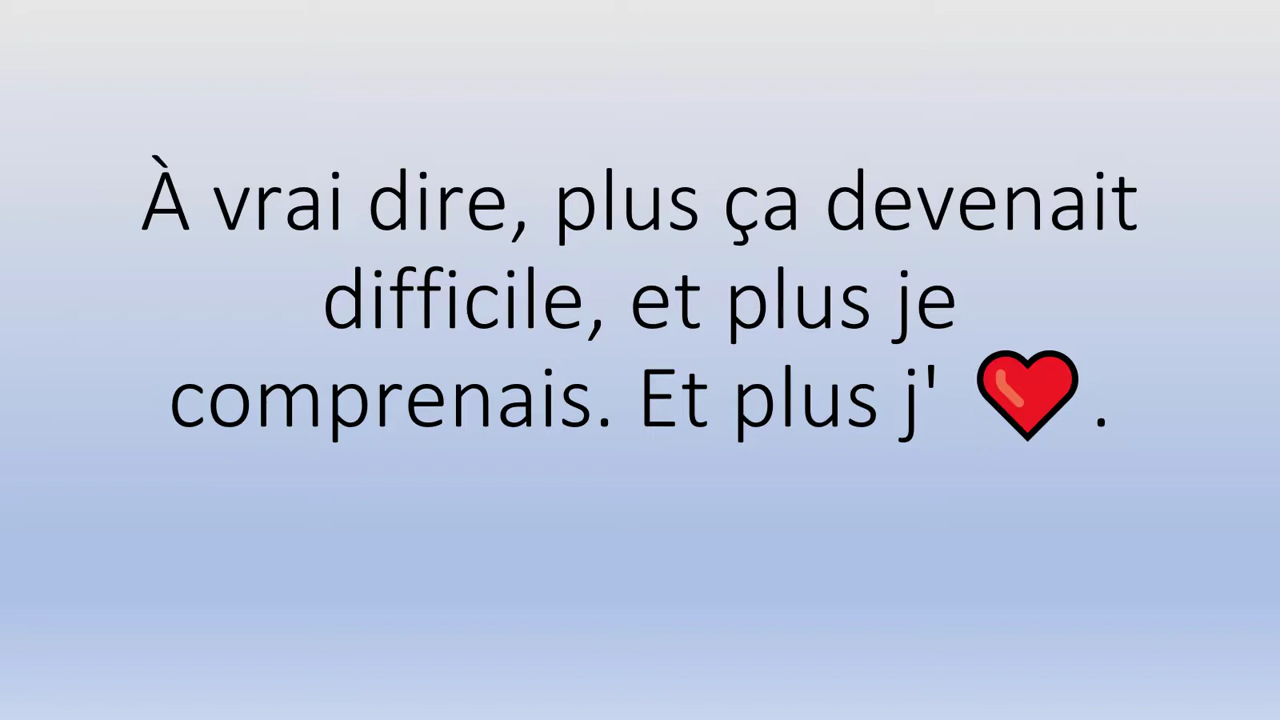 À vrai dire, plus ça devenait
difficile, et plus je
comprenais. Et plus j' ❤️.